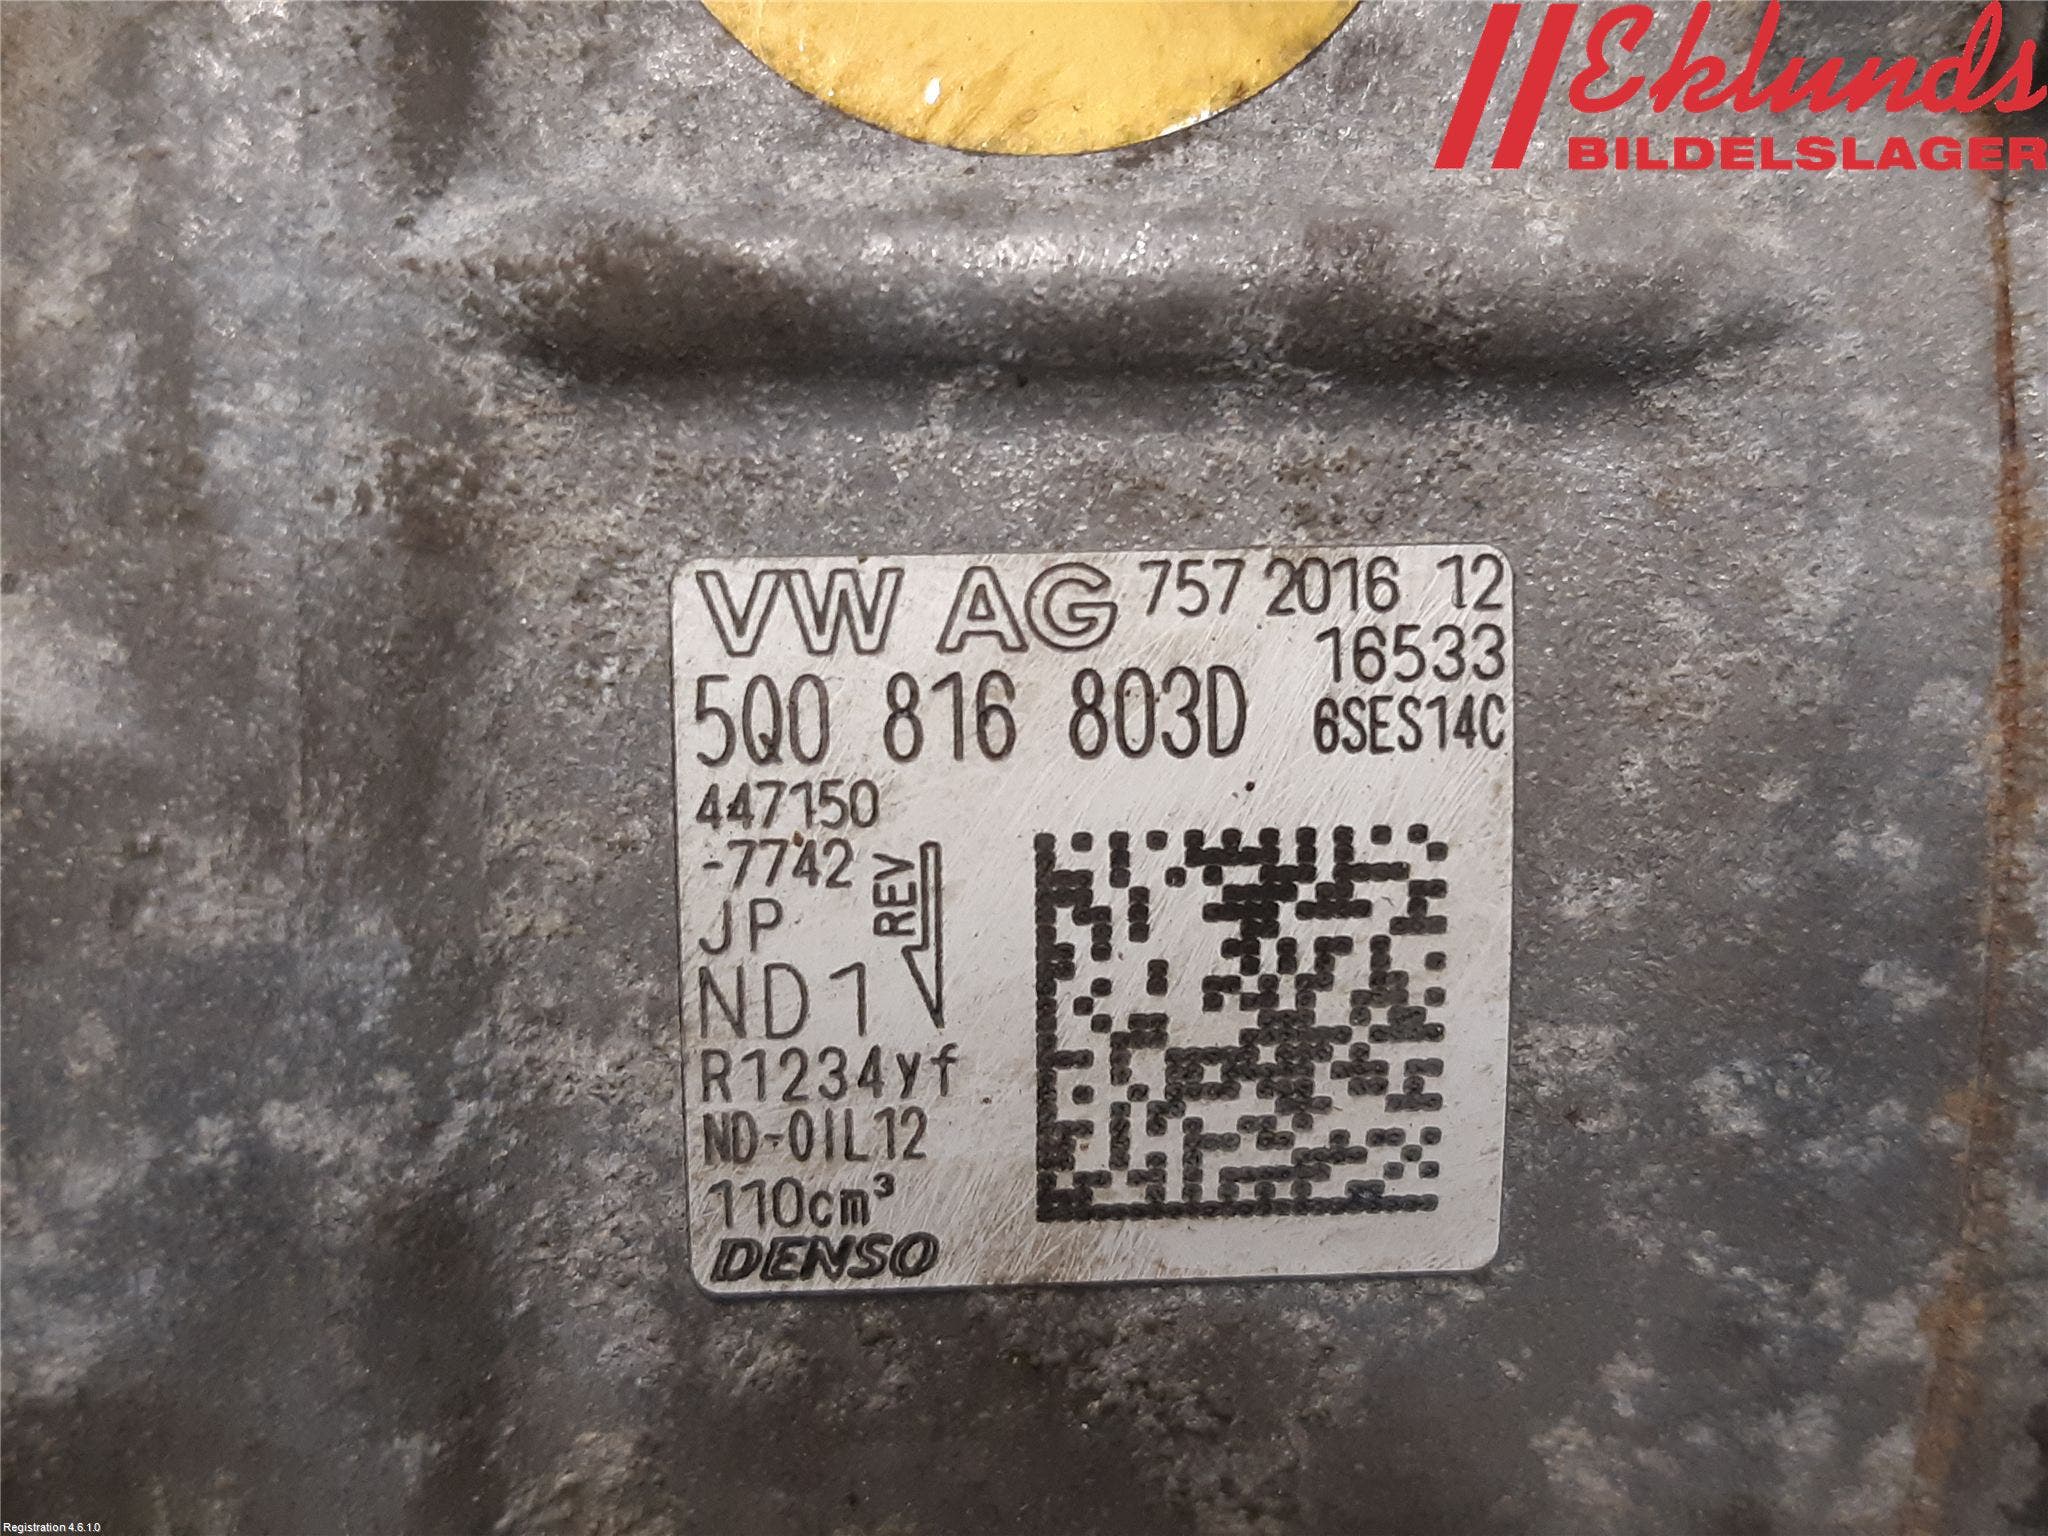 Eklunds
BILDELSLAGER
VW AG 757 2016 12
16533
5Q0 816 803D 6SES14C
447150
-7742
REV
JP
ND1
R1234yf
ND-OIL12
110cm³
DENSO
Registration 4.6.1.0